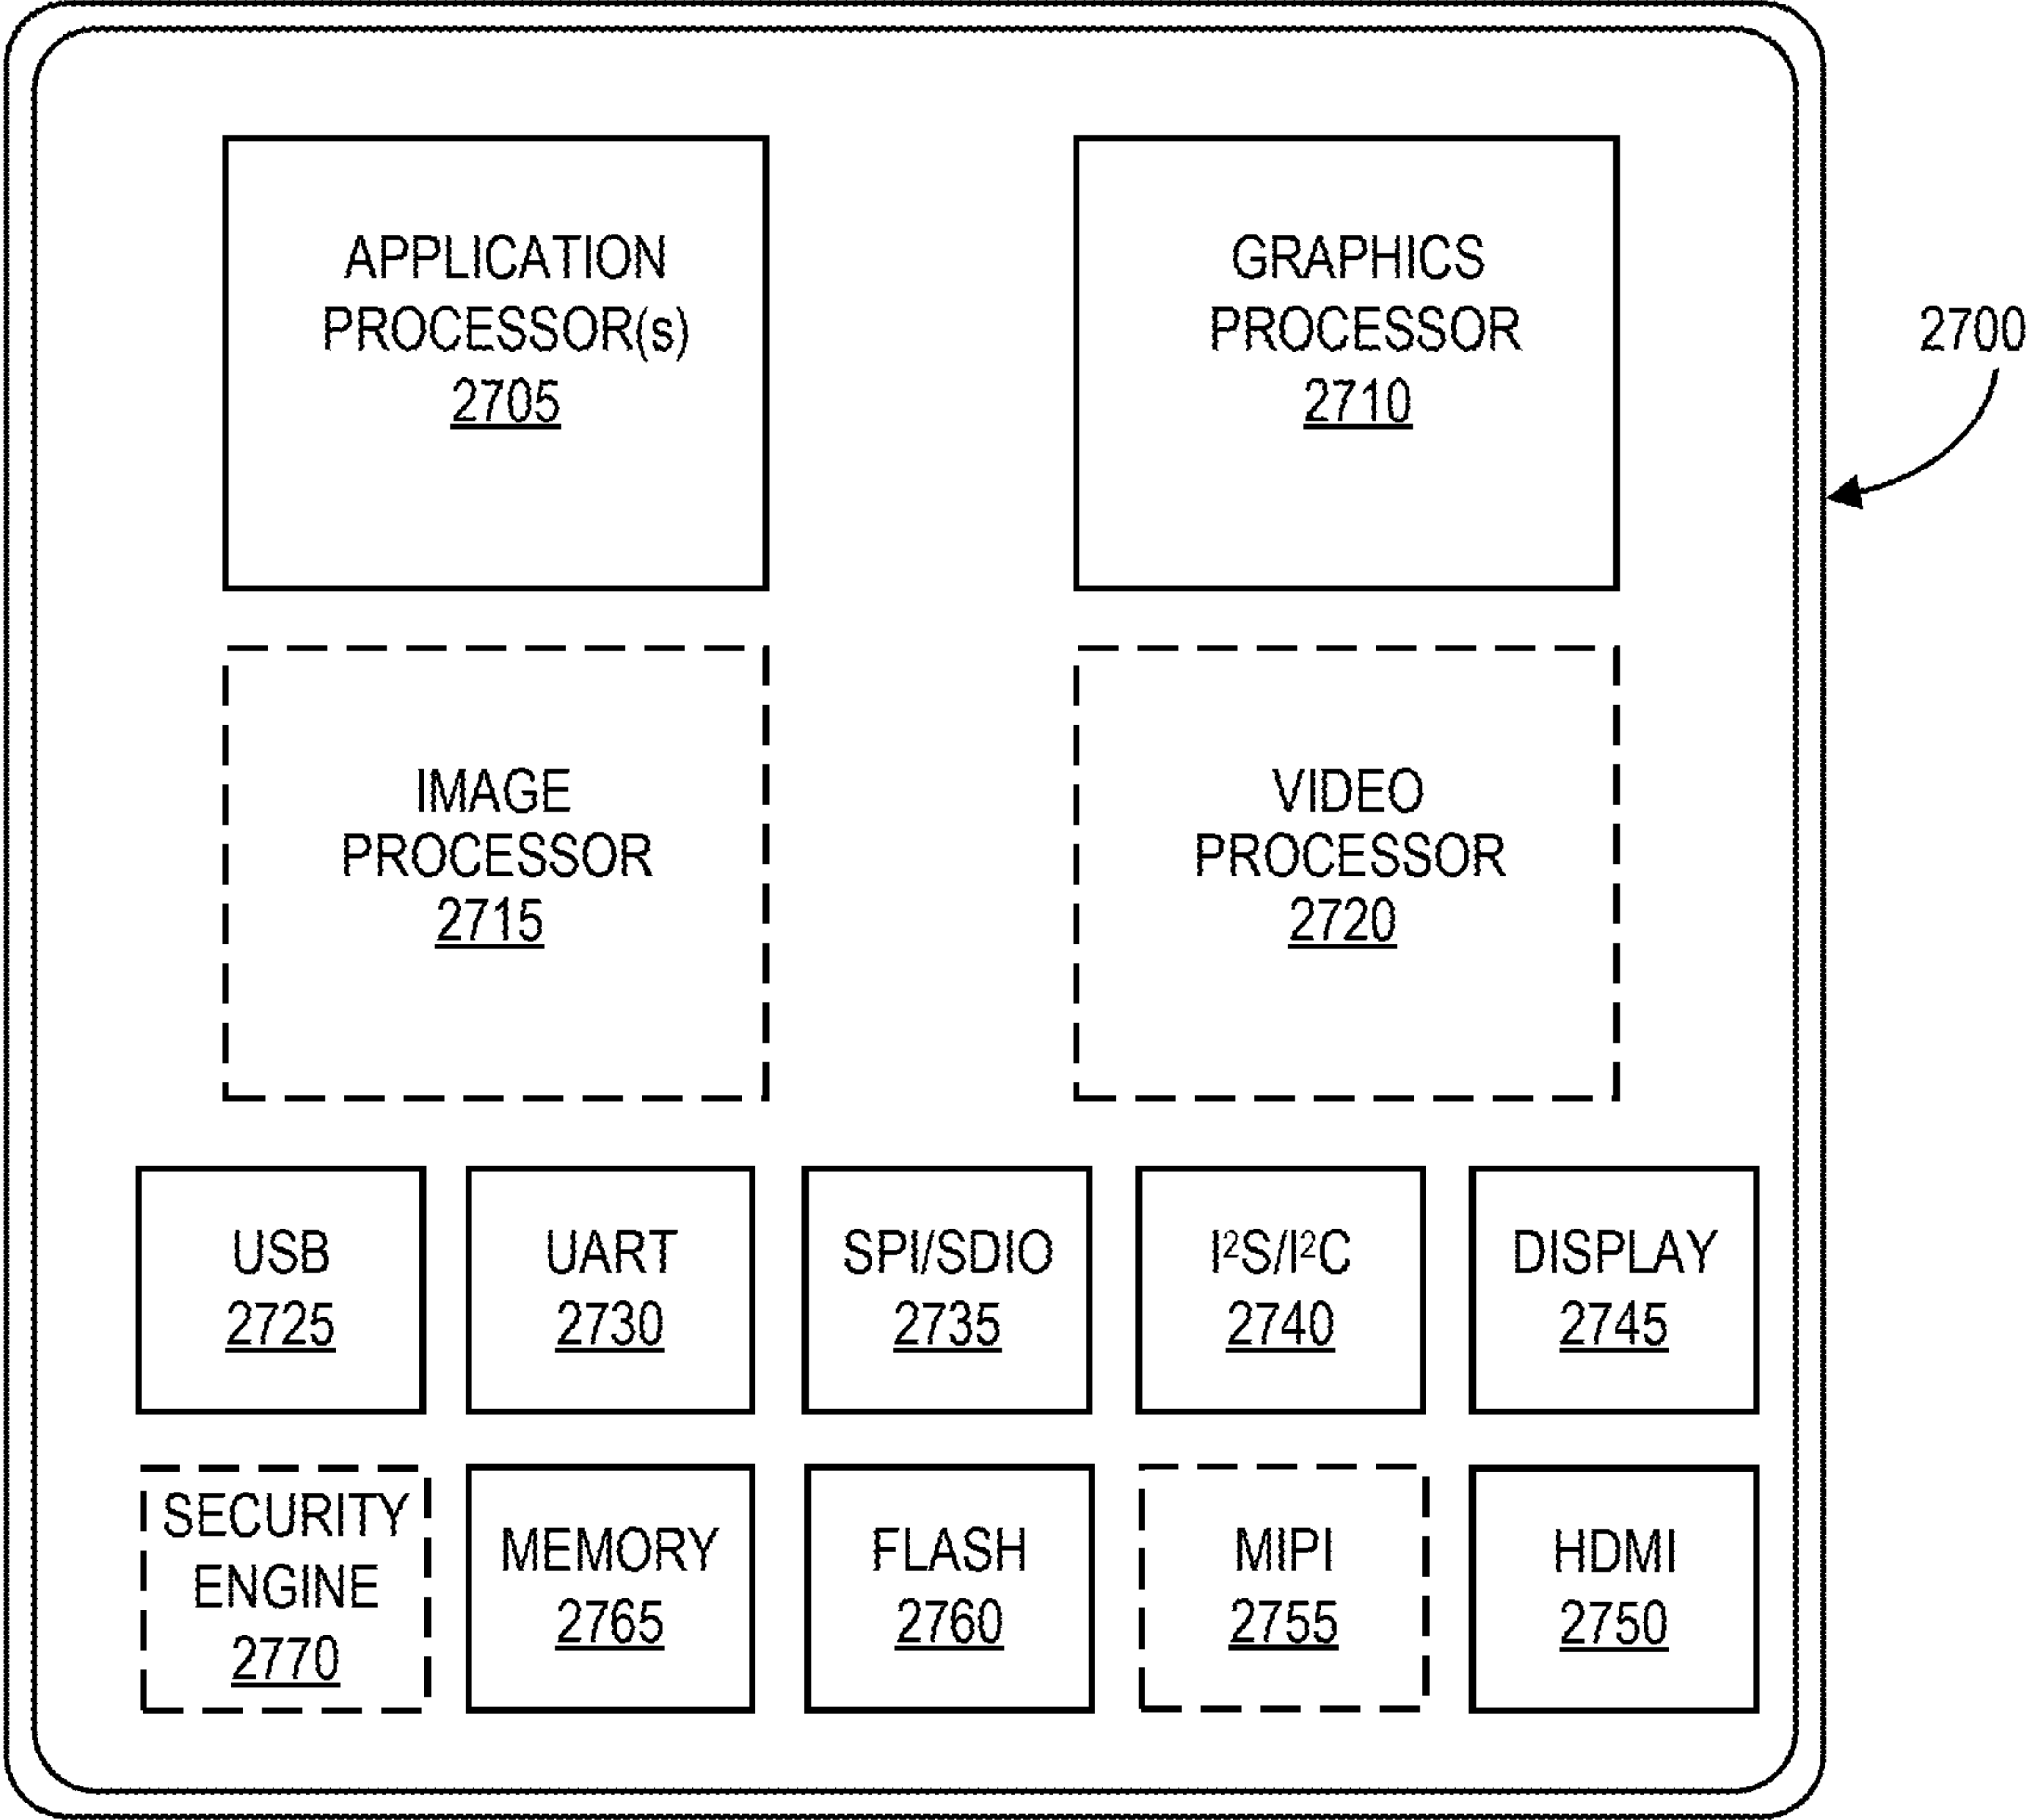 APPLICATION
PROCESSOR(s)
2705
GRAPHICS
PROCESSOR
2710
2700
IMAGE
PROCESSOR
2715
VIDEO
PROCESSOR
2720
USB
2725
UART
2730
SPI/SDIO
2735
I²S/I²C
2740
DISPLAY
2745
SECURITY
ENGINE
2770
MEMORY
2765
FLASH
2760
MIPI
2755
HDMI
2750